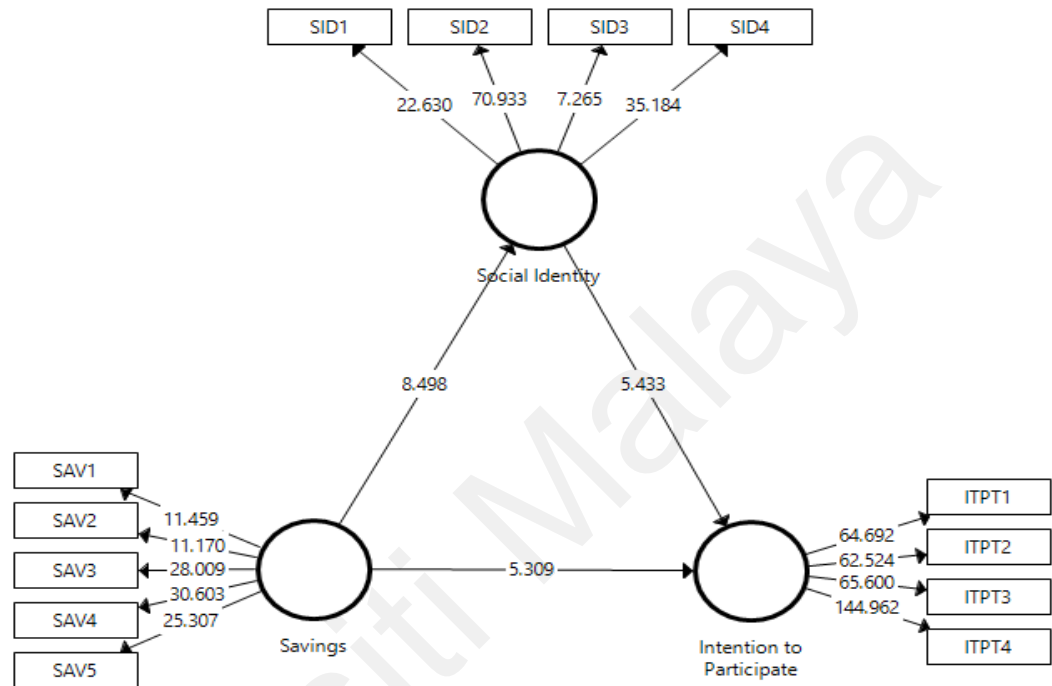 SID1
SID2
SID3
SID4
22.630
70.933
7.265
35.184
Social Identity
8.498
5.433
SAV1
SAV2
SAV3
SAV4
SAV5
11.459
11.170
28.009
30.603
25.307
Savings
5.309
ITPT1
ITPT2
ITPT3
ITPT4
64.692
62.524
65.600
144.962
Intention to
Participate
siti Malaya